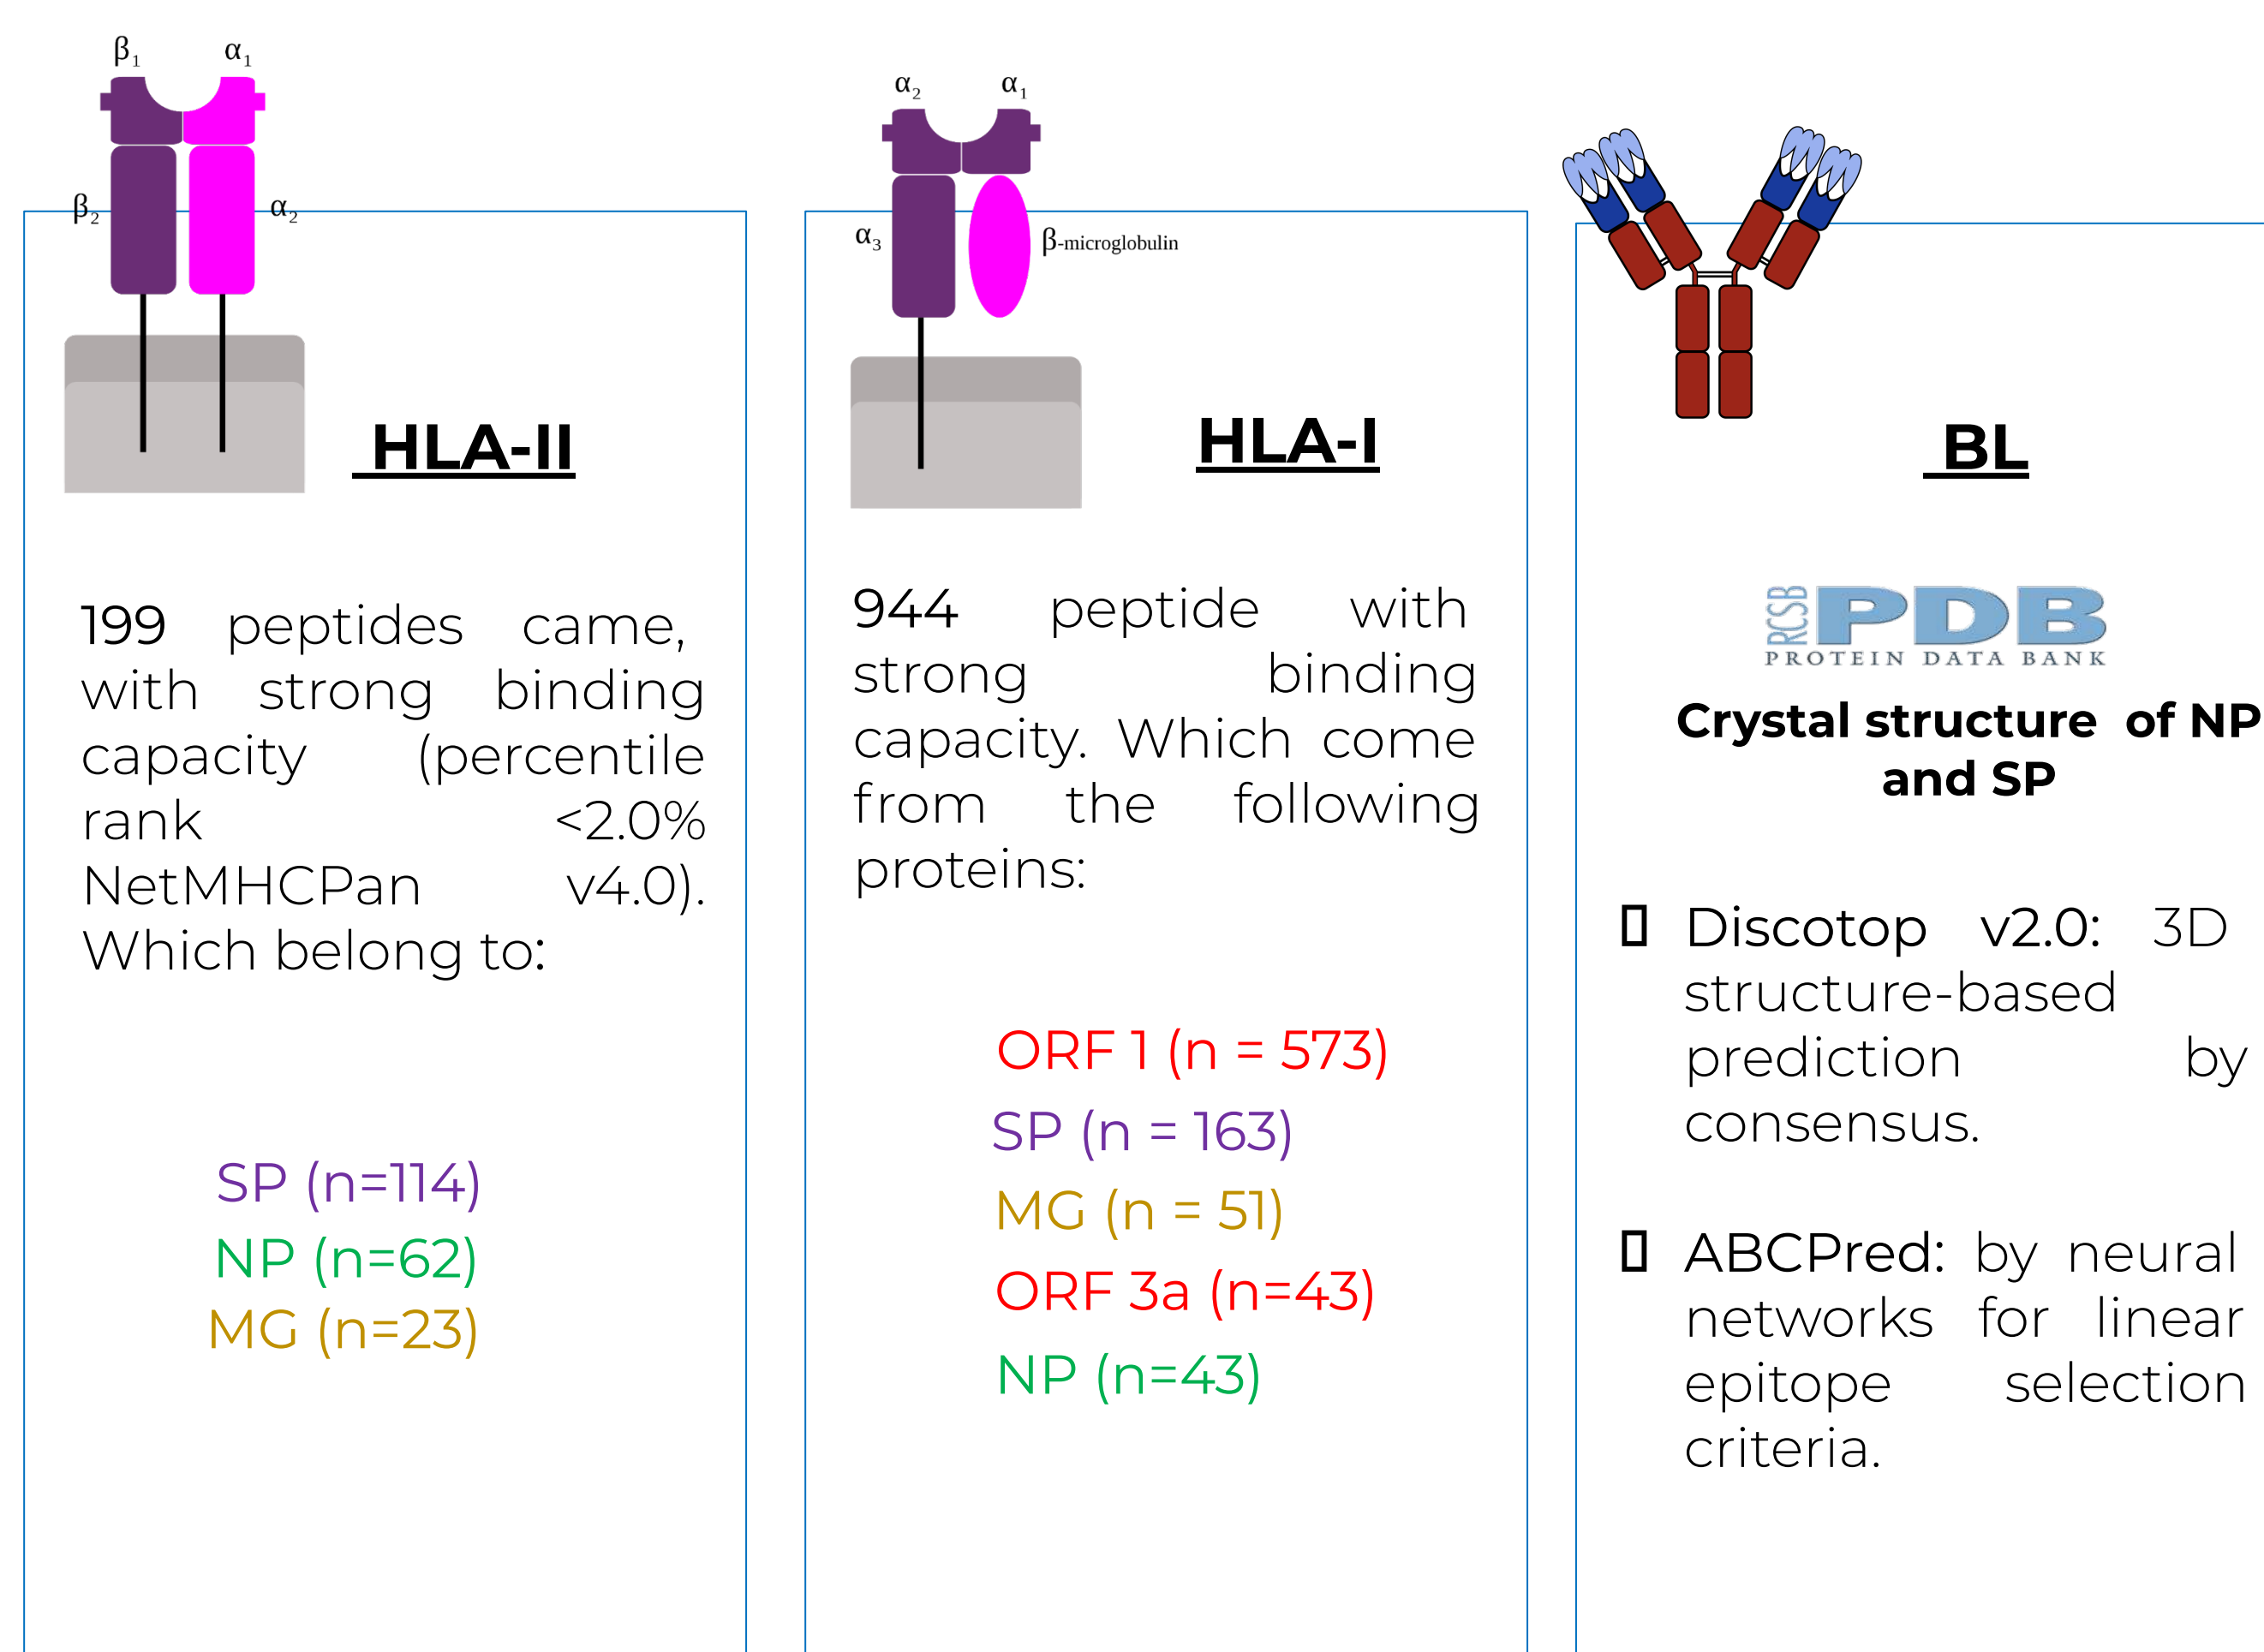 β1 α1
β2 α2
HLA-II
199 peptides came,
with strong binding
capacity (percentile
rank <2.0%
NetMHCPan v4.0).
Which belong to:
SP (n=114)
NP (n=62)
MG (n=23)
α2 α1
α3 β-microglobulin
HLA-I
944 peptide with
strong binding
capacity. Which come
from the following
proteins:
ORF 1 (n = 573)
SP (n = 163)
MG (n = 51)
ORF 3a (n=43)
NP (n=43)
BL
RCSB PDB
PROTEIN DATA BANK
Crystal structure of NP
and SP
▯ Discotop v2.0: 3D
structure-based
prediction by
consensus.
▯ ABCPred: by neural
networks for linear
epitope selection
criteria.